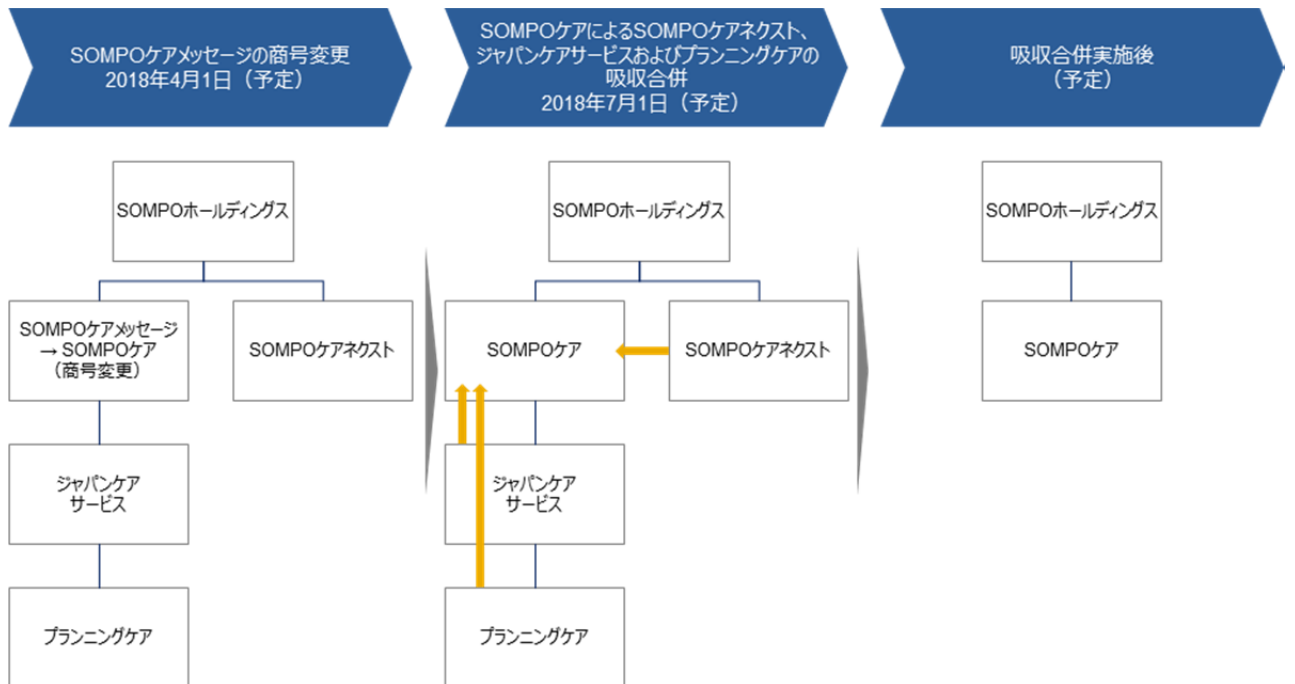 SOMPOケアメッセージの商号変更
2018年4月1日（予定）
SOMPOケアによるSOMPOケアネクスト、
ジャパンケアサービスおよびプランニングケアの
吸収合併
2018年7月1日（予定）
吸収合併実施後
（予定）
SOMPOホールディングス
SOMPOケアメッセージ
→ SOMPOケア
（商号変更）
SOMPOケアネクスト
ジャパンケア
サービス
プランニングケア
SOMPOホールディングス
SOMPOケア
SOMPOケアネクスト
ジャパンケア
サービス
プランニングケア
SOMPOホールディングス
SOMPOケア